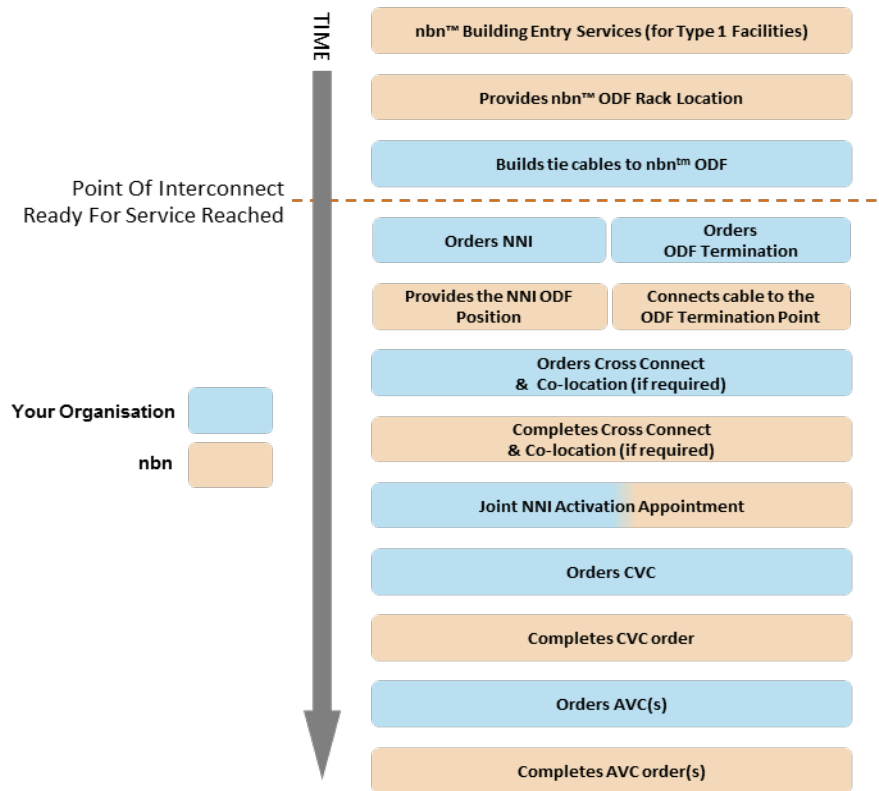 TIME
nbn™ Building Entry Services (for Type 1 Facilities)
Provides nbn™ ODF Rack Location
Builds tie cables to nbn™ ODF
Point Of Interconnect
Ready For Service Reached
Orders NNI
Orders
ODF Termination
Provides the NNI ODF
Position
Connects cable to the
ODF Termination Point
Orders Cross Connect
& Co-location (if required)
Your Organisation
nbn
Completes Cross Connect
& Co-location (if required)
Joint NNI Activation Appointment
Orders CVC
Completes CVC order
Orders AVC(s)
Completes AVC order(s)